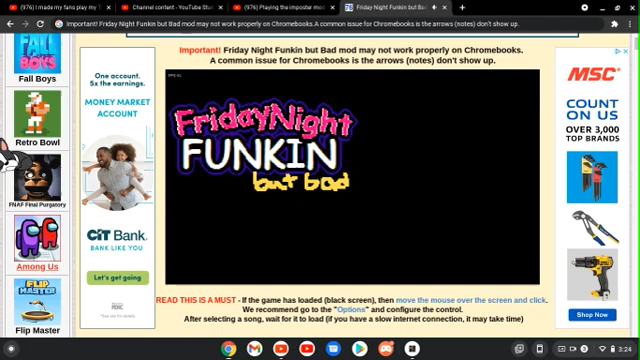 (976) I made my fans play my T
Channel content - YouTube Stu
(976) Playing the impostor mod
Friday Night Funkin but Bad
Important! Friday Night Funkin but Bad mod may not work properly on Chromebooks.A common issue for Chromebooks is the arrows (notes) don't show up.
FALL
BOYS
Fall Boys
Retro Bowl
FNAF Final Purgatory
Among Us
FLIP
MASTER
Flip Master
One account.
5x the earnings.
MONEY MARKET
ACCOUNT
CIT BANK
BANK LIKE YOU
Let's get going
Important! Friday Night Funkin but Bad mod may not work properly on Chromebooks.
A common issue for Chromebooks is the arrows (notes) don't show up.
Friday Night
FUNKIN
but bad
READ THIS IS A MUST - If the game has loaded (black screen), then move the mouse over the screen and click.
We recommend go to the "Options" and configure the control.
After selecting a song, wait for it to load (if you have a slow internet connection, it may take time)
MSC
COUNT
ON US
OVER 3,000
TOP BRANDS
Shop Now
3:24